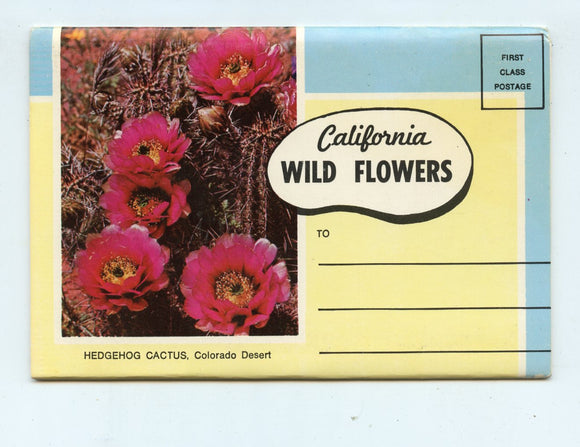 FIRST
CLASS
POSTAGE
California
WILD FLOWERS
TO
HEDGEHOG CACTUS, Colorado Desert